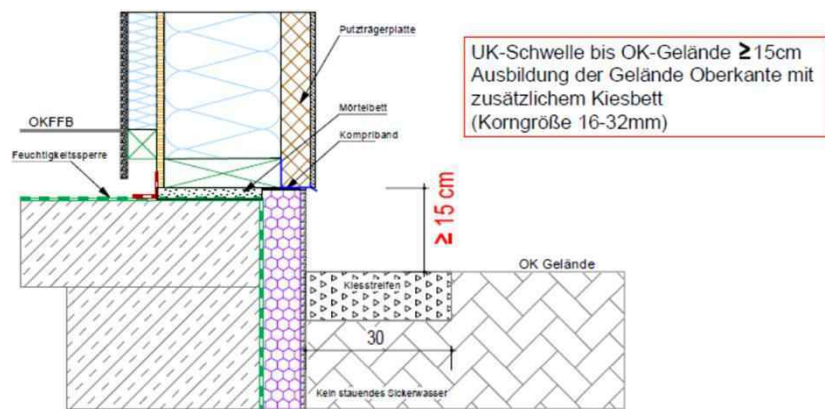 Putzträgerplatte
UK-Schwelle bis OK-Gelände ≥15cm
Ausbildung der Gelände Oberkante mit
zusätzlichem Kiesbett
(Korngröße 16-32mm)
Mörtelbett
OKFFB
Kompriband
Feuchtigkeitssperre
≥ 15 cm
OK Gelände
Kiesstreifen
30
Kein stauendes Sickerwasser